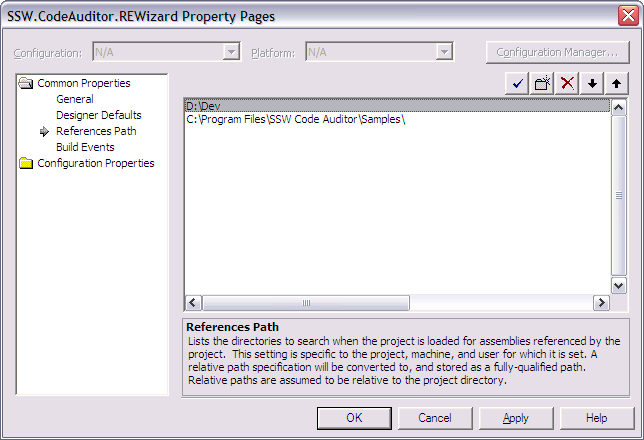 SSW.CodeAuditor.REWizard Property Pages
Configuration: N/A Platform: N/A Configuration Manager...
Common Properties
General
Designer Defaults
References Path
Build Events
Configuration Properties
D:\Dev
C:\Program Files\SSW Code Auditor\Samples\
References Path
Lists the directories to search when the project is loaded for assemblies referenced by the
project. This setting is specific to the project, machine, and user for which it is set. A
relative path specification will be converted to, and stored as a fully-qualified path.
Relative paths are assumed to be relative to the project directory.
OK Cancel Apply Help